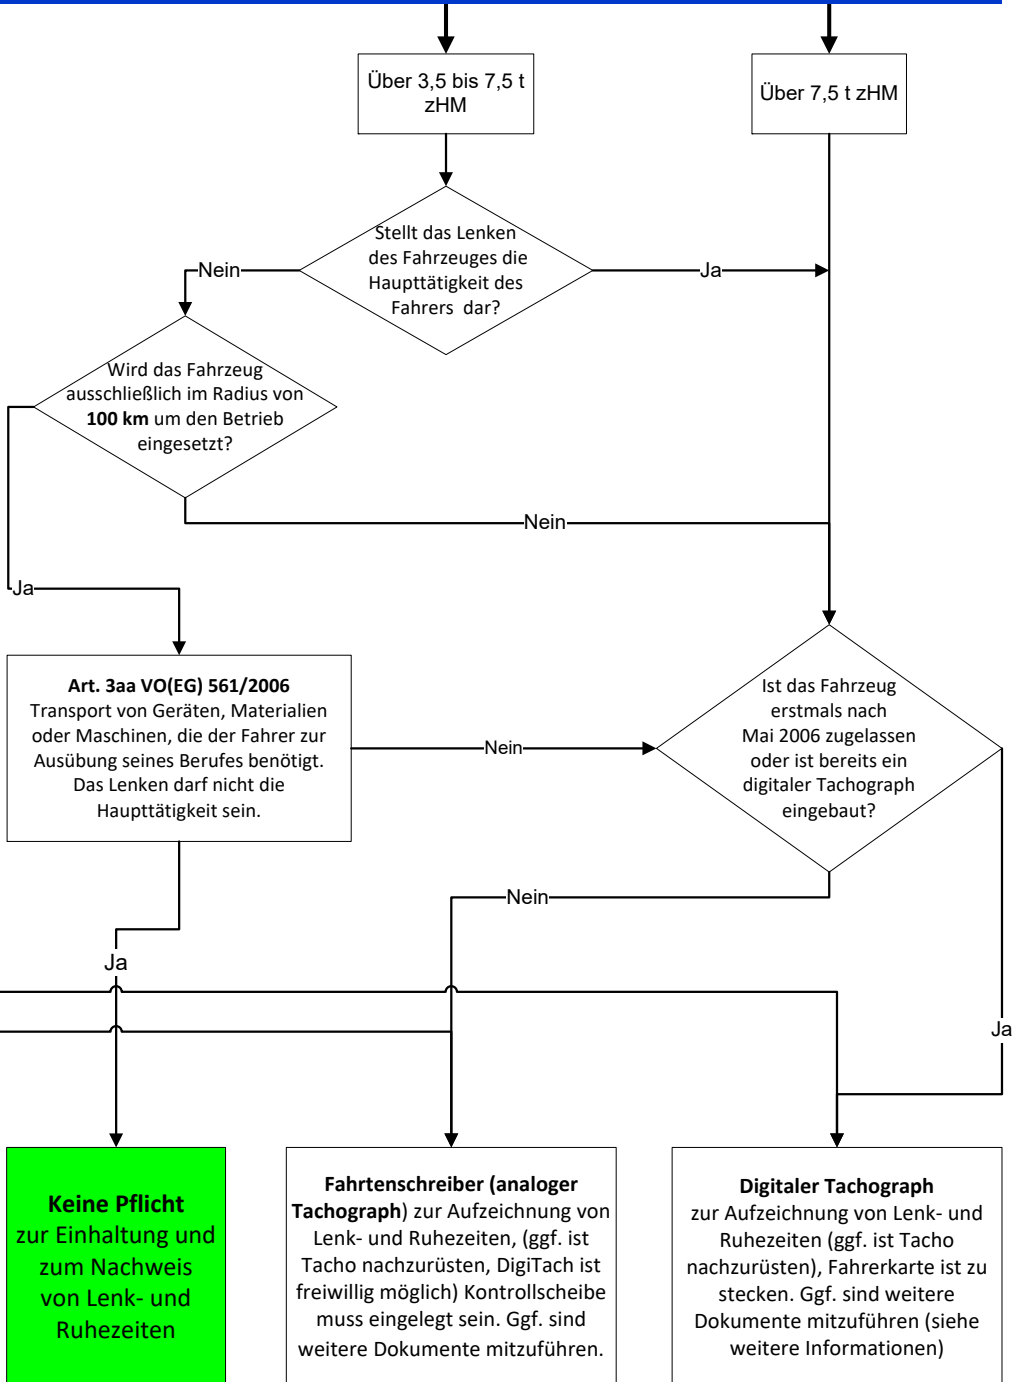 Über 3,5 bis 7,5 t
zHM
Über 7,5 t zHM
Stellt das Lenken
des Fahrzeuges die
Haupttätigkeit des
Fahrers dar?
Nein
Ja
Wird das Fahrzeug
ausschließlich im Radius von
100 km um den Betrieb
eingesetzt?
Nein
Ja
Art. 3aa VO(EG) 561/2006
Transport von Geräten, Materialien
oder Maschinen, die der Fahrer zur
Ausübung seines Berufes benötigt.
Das Lenken darf nicht die
Haupttätigkeit sein.
Nein
Ist das Fahrzeug
erstmals nach
Mai 2006 zugelassen
oder ist bereits ein
digitaler Tachograph
eingebaut?
Nein
Ja
Ja
Keine Pflicht
zur Einhaltung und
zum Nachweis
von Lenk- und
Ruhezeiten
Fahrtenschreiber (analoger
Tachograph) zur Aufzeichnung von
Lenk- und Ruhezeiten, (ggf. ist
Tacho nachzurüsten, DigiTach ist
freiwillig möglich) Kontrollscheibe
muss eingelegt sein. Ggf. sind
weitere Dokumente mitzuführen.
Digitaler Tachograph
zur Aufzeichnung von Lenk- und
Ruhezeiten (ggf. ist Tacho
nachzurüsten), Fahrerkarte ist zu
stecken. Ggf. sind weitere
Dokumente mitzuführen (siehe
weitere Informationen)